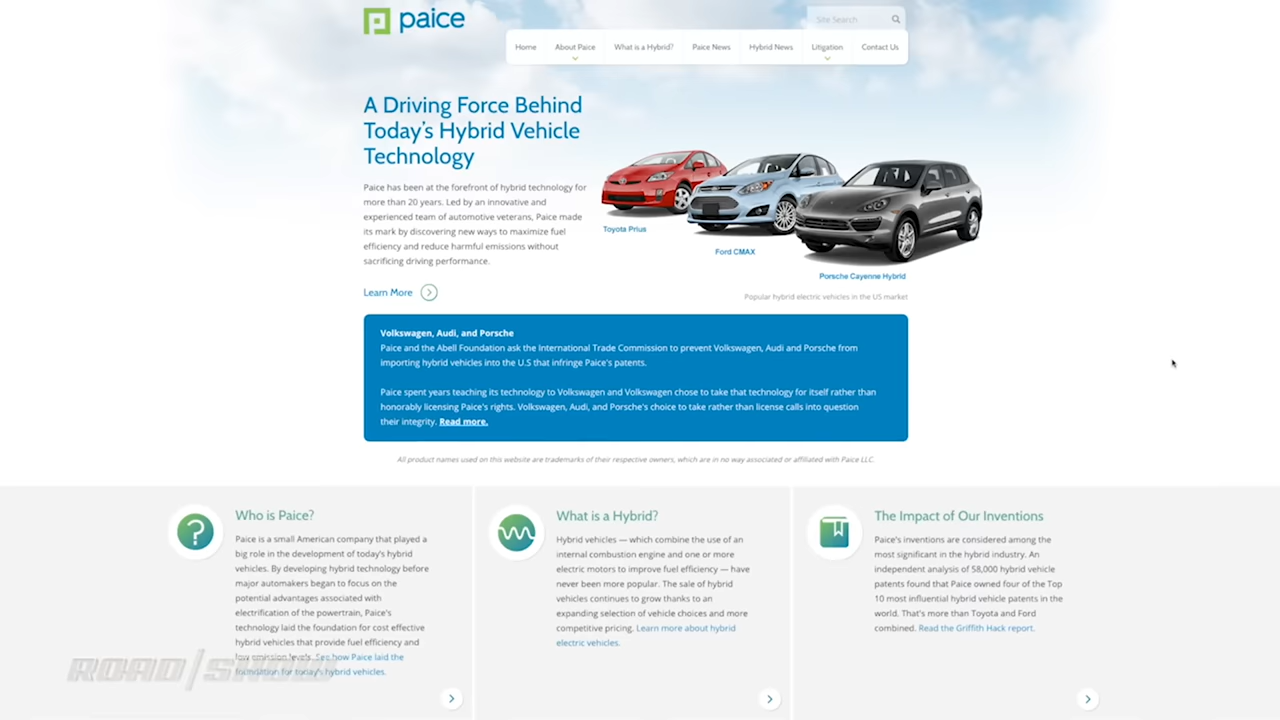 paice
Site Search
Home
About Paice
What is a Hybrid?
Paice News
Hybrid News
Litigation
Contact Us
A Driving Force Behind
Today's Hybrid Vehicle
Technology
Paice has been at the forefront of hybrid technology for
more than 20 years. Led by an innovative and
experienced team of automotive veterans, Paice made
its mark by discovering new ways to maximize fuel
efficiency and reduce harmful emissions without
sacrificing driving performance.
Learn More
Toyota Prius
Ford CMAX
Porsche Cayenne Hybrid
Popular hybrid electric vehicles in the US market
Volkswagen, Audi, and Porsche
Paice and the Abell Foundation ask the International Trade Commission to prevent Volkswagen, Audi and Porsche from
importing hybrid vehicles into the U.S that infringe Paice's patents.
Paice spent years teaching its technology to Volkswagen and Volkswagen chose to take that technology for itself rather than
honorably licensing Paice's rights. Volkswagen, Audi, and Porsche's choice to take rather than license calls into question
their integrity. Read more.
All product names used on this website are trademarks of their respective owners, which are in no way associated or affiliated with Paice LLC.
Who is Paice?
Paice is a small American company that played a
big role in the development of today's hybrid
vehicles. By developing hybrid technology before
major automakers began to focus on the
potential advantages associated with
electrification of the powertrain, Paice's
technology laid the foundation for cost effective
hybrid vehicles that provide fuel efficiency and
low emission levels. See how Paice laid the
foundation for today's hybrid vehicles.
What is a Hybrid?
Hybrid vehicles — which combine the use of an
internal combustion engine and one or more
electric motors to improve fuel efficiency — have
never been more popular. The sale of hybrid
vehicles continues to grow thanks to an
expanding selection of vehicle choices and more
competitive pricing. Learn more about hybrid
electric vehicles.
The Impact of Our Inventions
Paice's inventions are considered among the
most significant in the hybrid industry. An
independent analysis of 58,000 hybrid vehicle
patents found that Paice owned four of the Top
10 most influential hybrid vehicle patents in the
world. That's more than Toyota and Ford
combined. Read the Griffith Hack report.
ROAD/SHOW